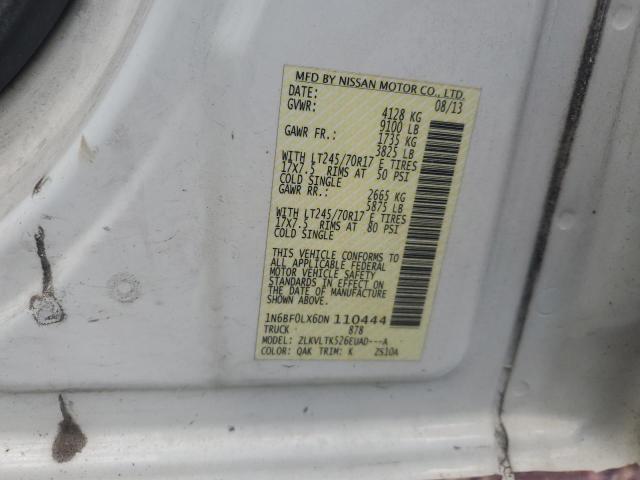 MFD BY NISSAN MOTOR CO., LTD.
DATE: 08/13
GVWR: 4128 KG
9100 LB
GAWR FR.: 1735 KG
3825 LB
WITH LT245/70R17 E TIRES
17X7.5 RIMS AT 50 PSI
COLD SINGLE
GAWR RR.: 2665 KG
5875 LB
WITH LT245/70R17 E TIRES
17X7.5 RIMS AT 80 PSI
COLD SINGLE
THIS VEHICLE CONFORMS TO
ALL APPLICABLE FEDERAL
MOTOR VEHICLE SAFETY
STANDARDS IN EFFECT ON
THE DATE OF MANUFACTURE
SHOWN ABOVE.
1N6BF0LX6DN 110444
TRUCK 878
MODEL: ZLKVLTK526EUAD---A
COLOR: QAK TRIM: K ZS10A